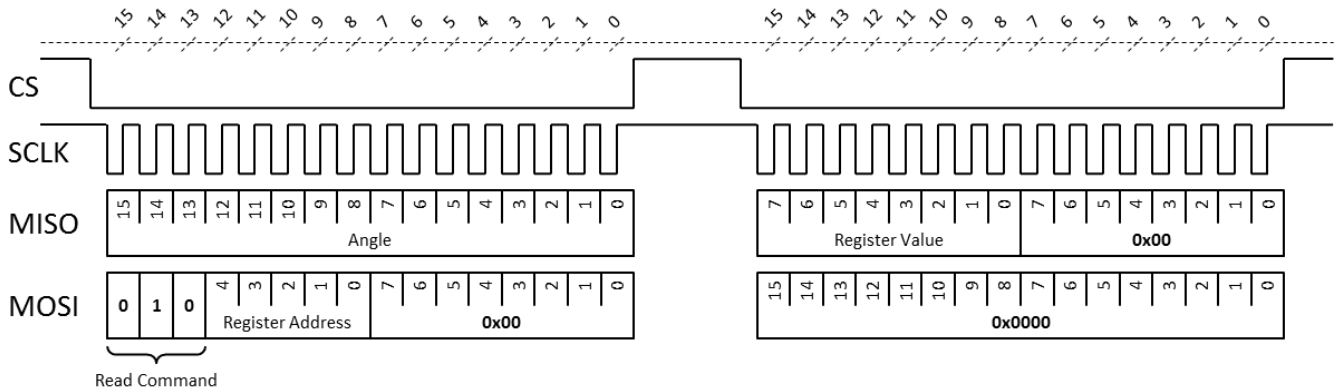 15 14 13 12 11 10 9 8 7 6 5 4 3 2 1 0 15 14 13 12 11 10 9 8 7 6 5 4 3 2 1 0
CS
SCLK
MISO
15 14 13 12 11 10 9 8 7 6 5 4 3 2 1 0 7 6 5 4 3 2 1 0 7 6 5 4 3 2 1 0
Angle Register Value 0x00
MOSI
0 1 0 4 3 2 1 0 7 6 5 4 3 2 1 0 15 14 13 12 11 10 9 8 7 6 5 4 3 2 1 0
Register Address 0x00 0x0000
Read Command